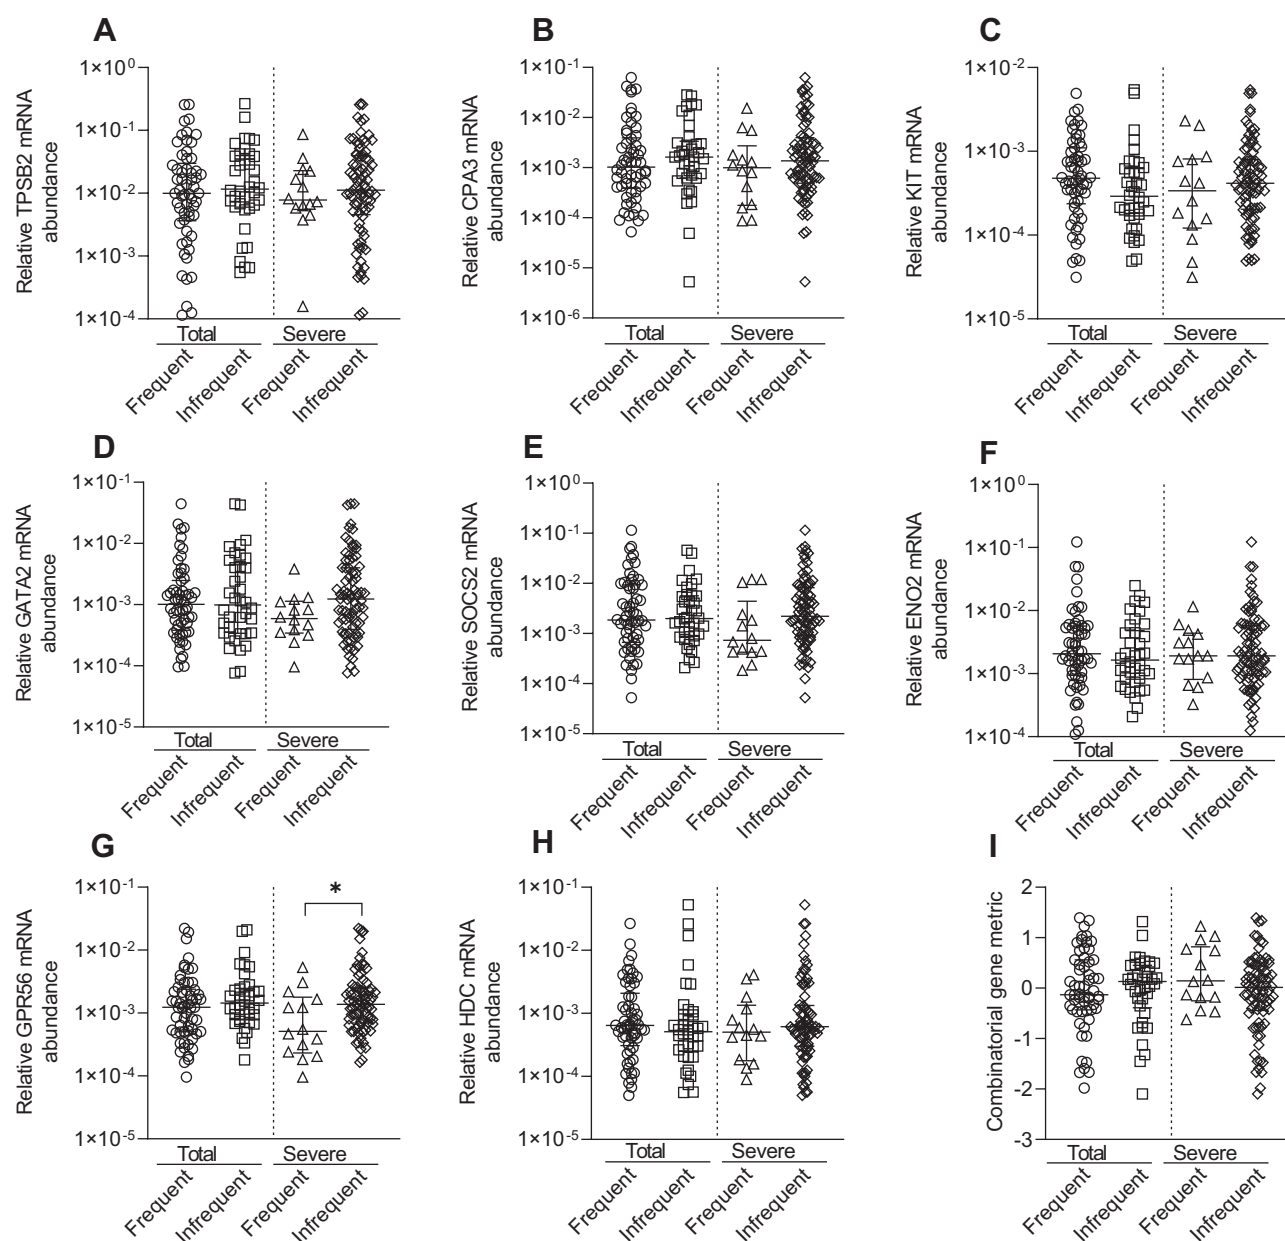 A
Relative TPSB2 mRNA
abundance
1×10⁰
1×10⁻¹
1×10⁻²
1×10⁻³
1×10⁻⁴
Total
Severe
Frequent
Infrequent
Frequent
Infrequent
B
Relative CPA3 mRNA
abundance
1×10⁻¹
1×10⁻²
1×10⁻³
1×10⁻⁴
1×10⁻⁵
1×10⁻⁶
Total
Severe
Frequent
Infrequent
Frequent
Infrequent
C
Relative KIT mRNA
abundance
1×10⁻²
1×10⁻³
1×10⁻⁴
1×10⁻⁵
Total
Severe
Frequent
Infrequent
Frequent
Infrequent
D
Relative GATA2 mRNA
abundance
1×10⁻¹
1×10⁻²
1×10⁻³
1×10⁻⁴
1×10⁻⁵
Total
Severe
Frequent
Infrequent
Frequent
Infrequent
E
Relative SOCS2 mRNA
abundance
1×10⁰
1×10⁻¹
1×10⁻²
1×10⁻³
1×10⁻⁴
1×10⁻⁵
Total
Severe
Frequent
Infrequent
Frequent
Infrequent
F
Relative ENO2 mRNA
abundance
1×10⁰
1×10⁻¹
1×10⁻²
1×10⁻³
1×10⁻⁴
Total
Severe
Frequent
Infrequent
Frequent
Infrequent
G
Relative GPR56 mRNA
abundance
1×10⁻¹
1×10⁻²
1×10⁻³
1×10⁻⁴
1×10⁻⁵
*
Total
Severe
Frequent
Infrequent
Frequent
Infrequent
H
Relative HDC mRNA
abundance
1×10⁻¹
1×10⁻²
1×10⁻³
1×10⁻⁴
1×10⁻⁵
Total
Severe
Frequent
Infrequent
Frequent
Infrequent
I
Combinatorial gene metric
2
1
0
-1
-2
-3
Total
Severe
Frequent
Infrequent
Frequent
Infrequent